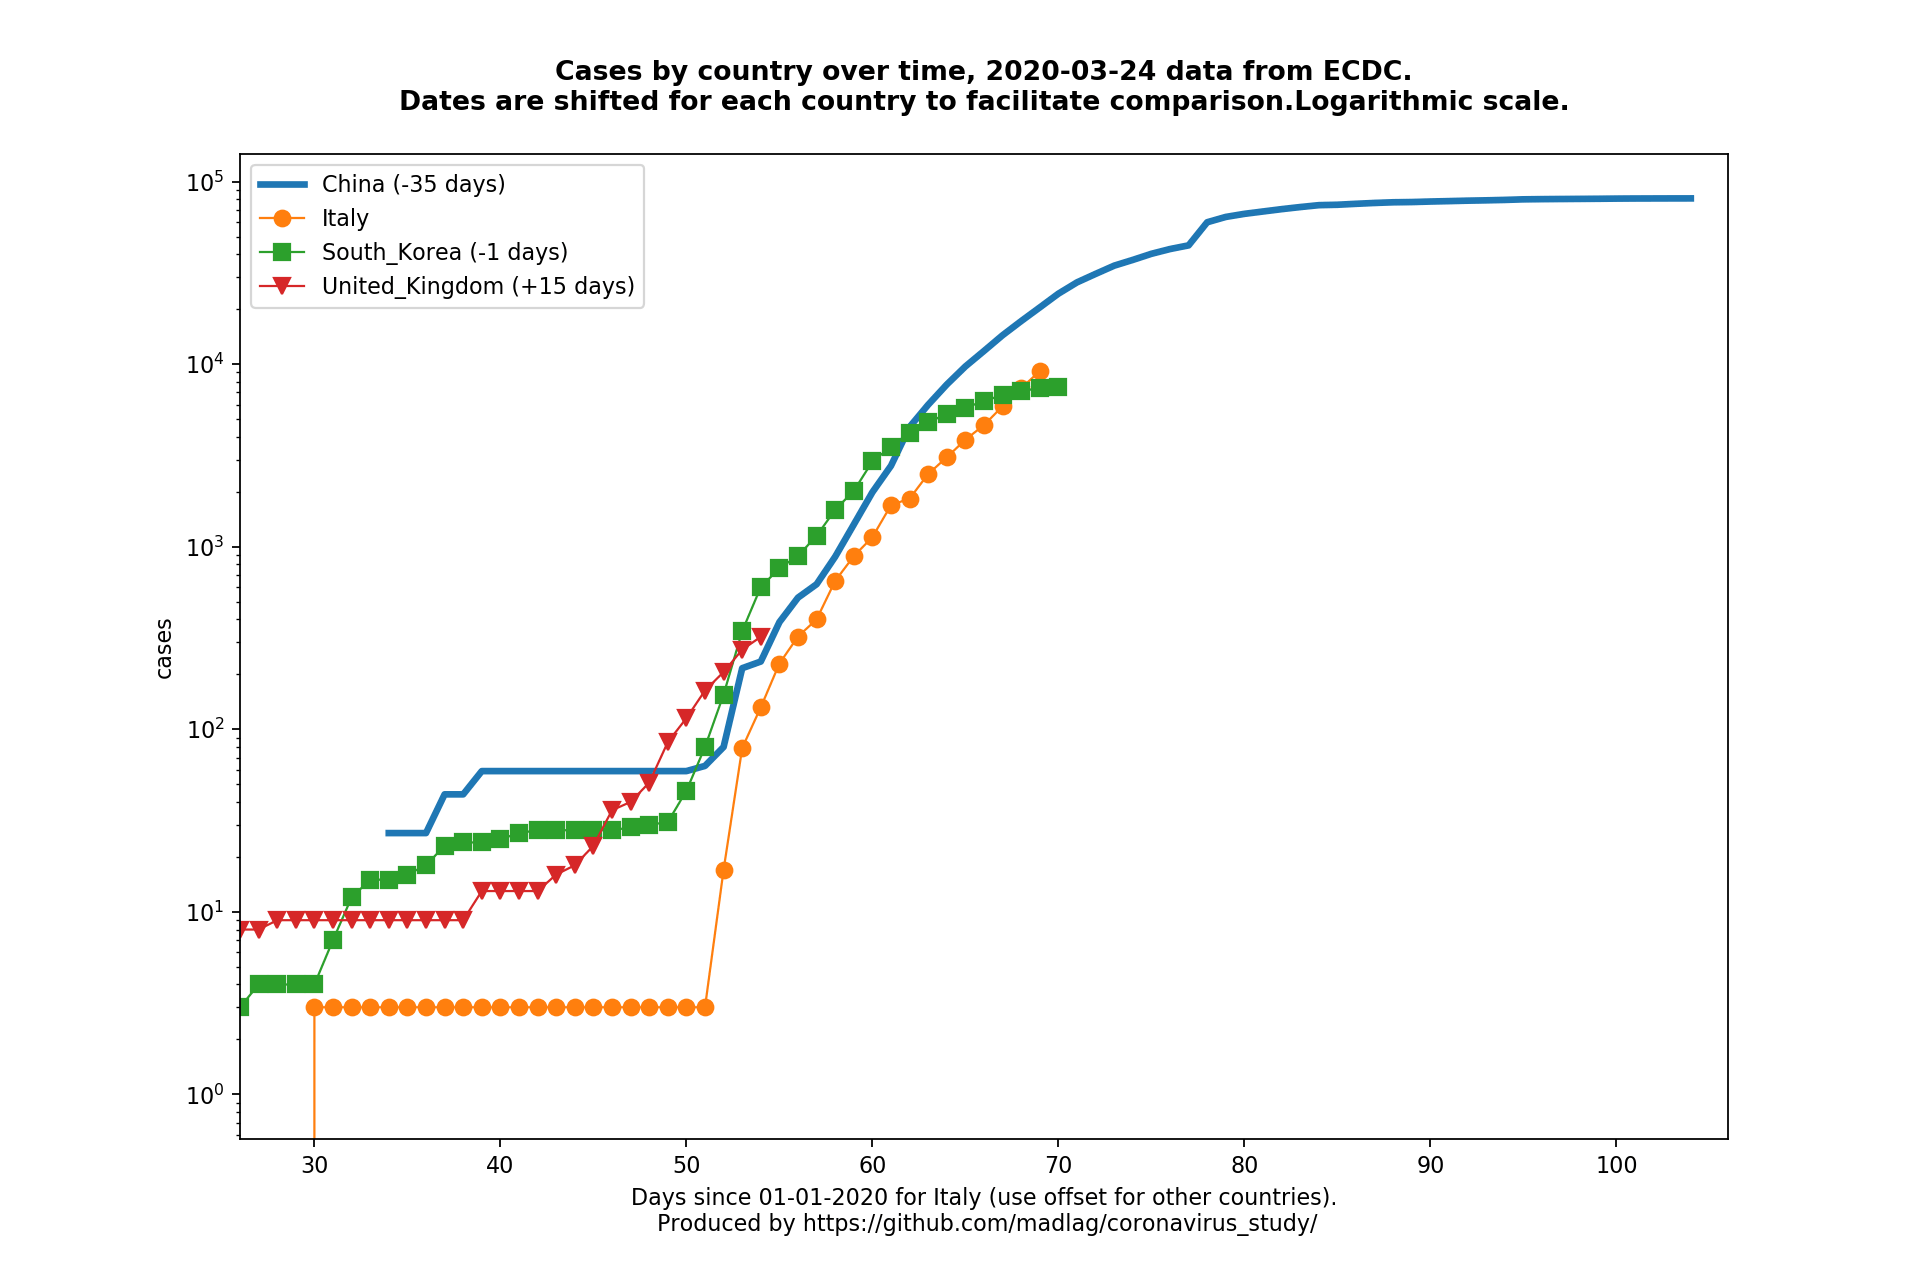 Cases by country over time, 2020-03-24 data from ECDC.
Dates are shifted for each country to facilitate comparison.Logarithmic scale.
China (-35 days)
Italy
South_Korea (-1 days)
United_Kingdom (+15 days)
10⁵
10⁴
10³
10²
10¹
10⁰
cases
30 40 50 60 70 80 90 100
Days since 01-01-2020 for Italy (use offset for other countries).
Produced by https://github.com/madlag/coronavirus_study/